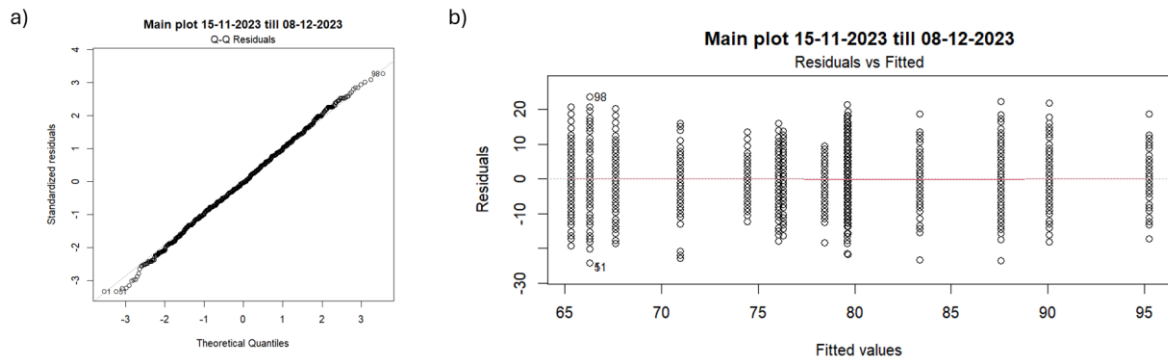 a)
Main plot 15-11-2023 till 08-12-2023
Q-Q Residuals
Standardized residuals
4
3
2
1
0
-1
-2
-3
98
51
-3 -2 -1 0 1 2 3
Theoretical Quantiles
b)
Main plot 15-11-2023 till 08-12-2023
Residuals vs Fitted
Residuals
20
10
0
-10
-30
98
51
65 70 75 80 85 90 95
Fitted values